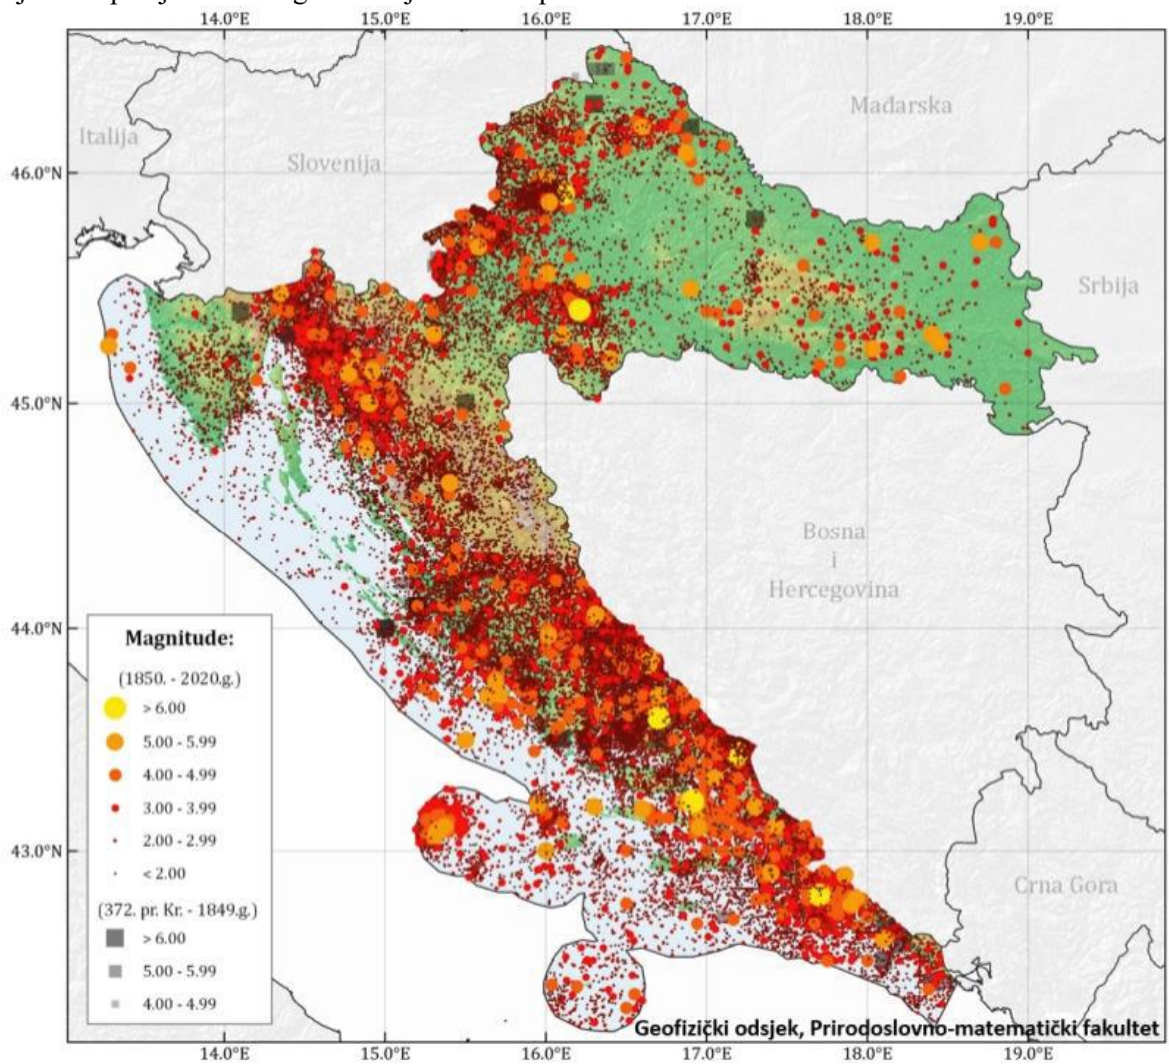 14.0°E 15.0°E 16.0°E 17.0°E 18.0°E 19.0°E
Mađarska
Italija
Slovenija
46.0°N
Srbija
45.0°N
Bosna
i
Hercegovina
44.0°N
Magnitude:
(1850. - 2020.g.)
> 6.00
5.00 - 5.99
4.00 - 4.99
3.00 - 3.99
2.00 - 2.99
< 2.00
43.0°N
Crna Gora
(372. pr. Kr. - 1849.g.)
> 6.00
5.00 - 5.99
4.00 - 4.99
Geofizički odsjek, Prirodoslovno-matematički fakultet
14.0°E 15.0°E 16.0°E 17.0°E 18.0°E 19.0°E